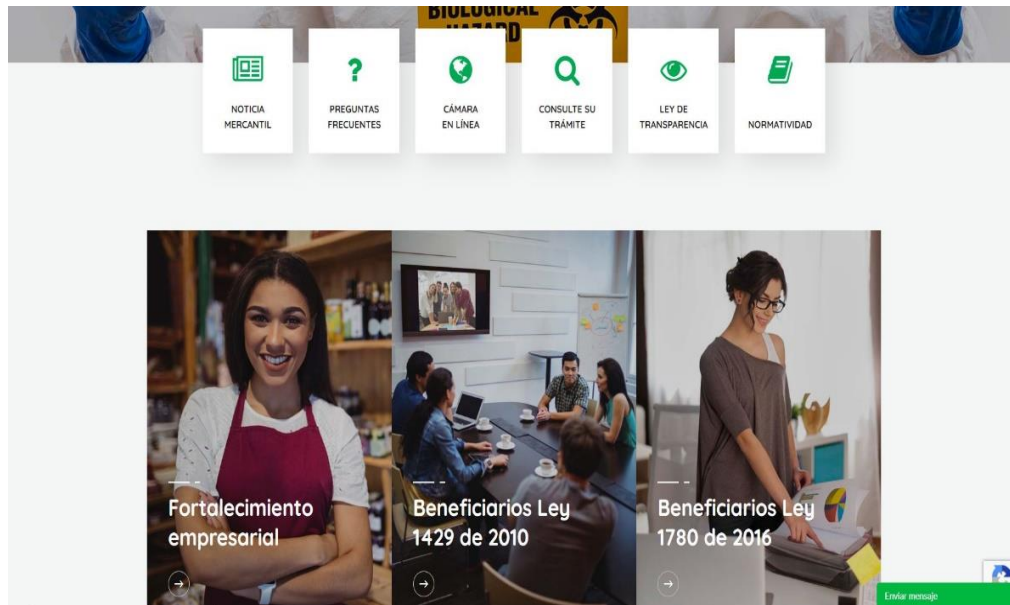 BIOLOGICAL
HAZARD
NOTICIA
MERCANTIL
PREGUNTAS
FRECUENTES
CÁMARA
EN LÍNEA
CONSULTE SU
TRÁMITE
LEY DE
TRANSPARENCIA
NORMATIVIDAD
Fortalecimiento
empresarial
Beneficiarios Ley
1429 de 2010
Beneficiarios Ley
1780 de 2016
Enviar mensaje